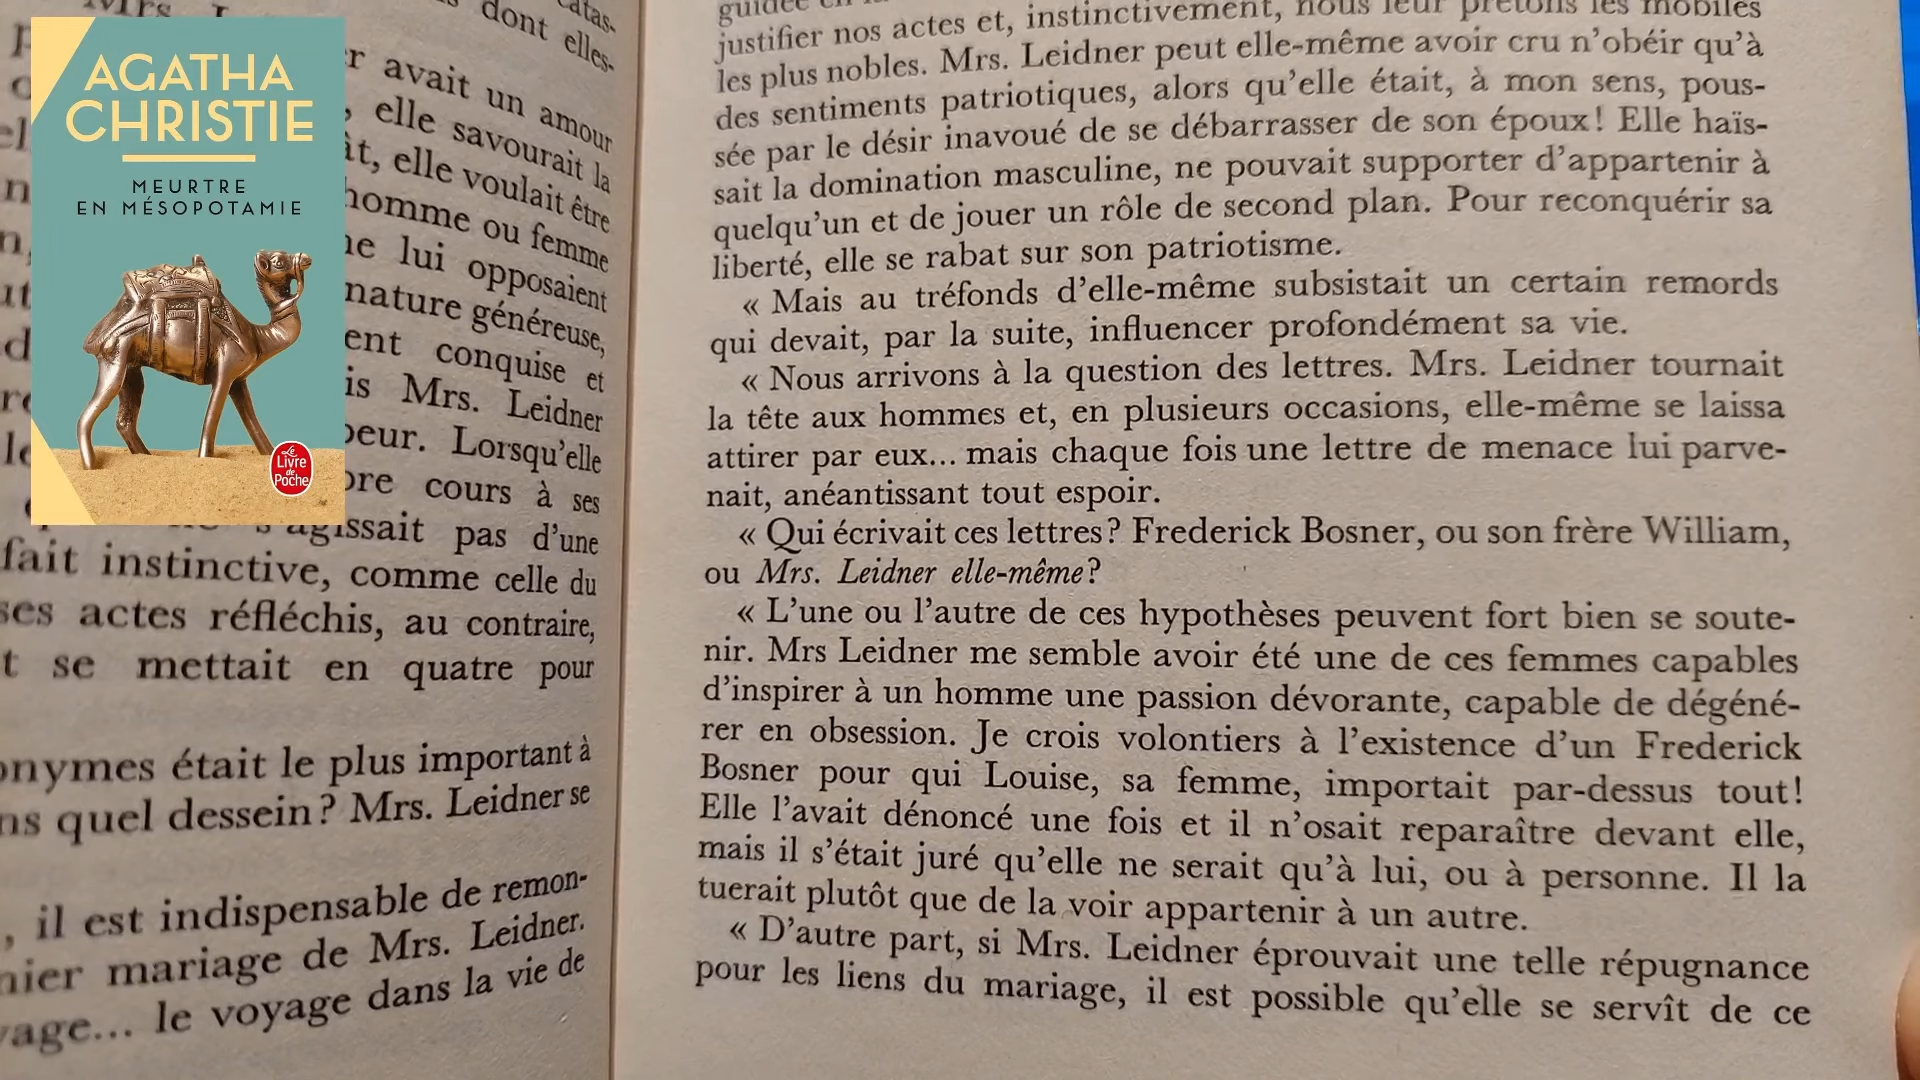 AGATHA
CHRISTIE
MEURTRE
EN MÉSOPOTAMIE
Le
Livre
de
Poche
Mrs.
dont elles-
avait un amour
elle savourait la
elle voulait être
homme ou femme
lui opposaient
nature généreuse,
conquise et
Mrs. Leidner
Lorsqu'elle
cours à ses
s'agissait pas d'une
fait instinctive, comme celle du
ses actes réfléchis, au contraire,
se mettait en quatre pour
était le plus important à
quel dessein ? Mrs. Leidner se
, il est indispensable de remon-
mariage de Mrs. Leidner.
... le voyage dans la vie de
justifier nos actes et, instinctivement, nous leur prêtons les mobiles
les plus nobles. Mrs. Leidner peut elle-même avoir cru n'obéir qu'à
des sentiments patriotiques, alors qu'elle était, à mon sens, pous-
sée par le désir inavoué de se débarrasser de son époux ! Elle haïs-
sait la domination masculine, ne pouvait supporter d'appartenir à
quelqu'un et de jouer un rôle de second plan. Pour reconquérir sa
liberté, elle se rabat sur son patriotisme.
« Mais au tréfonds d'elle-même subsistait un certain remords
qui devait, par la suite, influencer profondément sa vie.
« Nous arrivons à la question des lettres. Mrs. Leidner tournait
la tête aux hommes et, en plusieurs occasions, elle-même se laissa
attirer par eux... mais chaque fois une lettre de menace lui parve-
nait, anéantissant tout espoir.
« Qui écrivait ces lettres ? Frederick Bosner, ou son frère William,
ou Mrs. Leidner elle-même ?
« L'une ou l'autre de ces hypothèses peuvent fort bien se soute-
nir. Mrs Leidner me semble avoir été une de ces femmes capables
d'inspirer à un homme une passion dévorante, capable de dégéné-
rer en obsession. Je crois volontiers à l'existence d'un Frederick
Bosner pour qui Louise, sa femme, importait par-dessus tout !
Elle l'avait dénoncé une fois et il n'osait reparaître devant elle,
mais il s'était juré qu'elle ne serait qu'à lui, ou à personne. Il la
tuerait plutôt que de la voir appartenir à un autre.
« D'autre part, si Mrs. Leidner éprouvait une telle répugnance
pour les liens du mariage, il est possible qu'elle se servît de ce